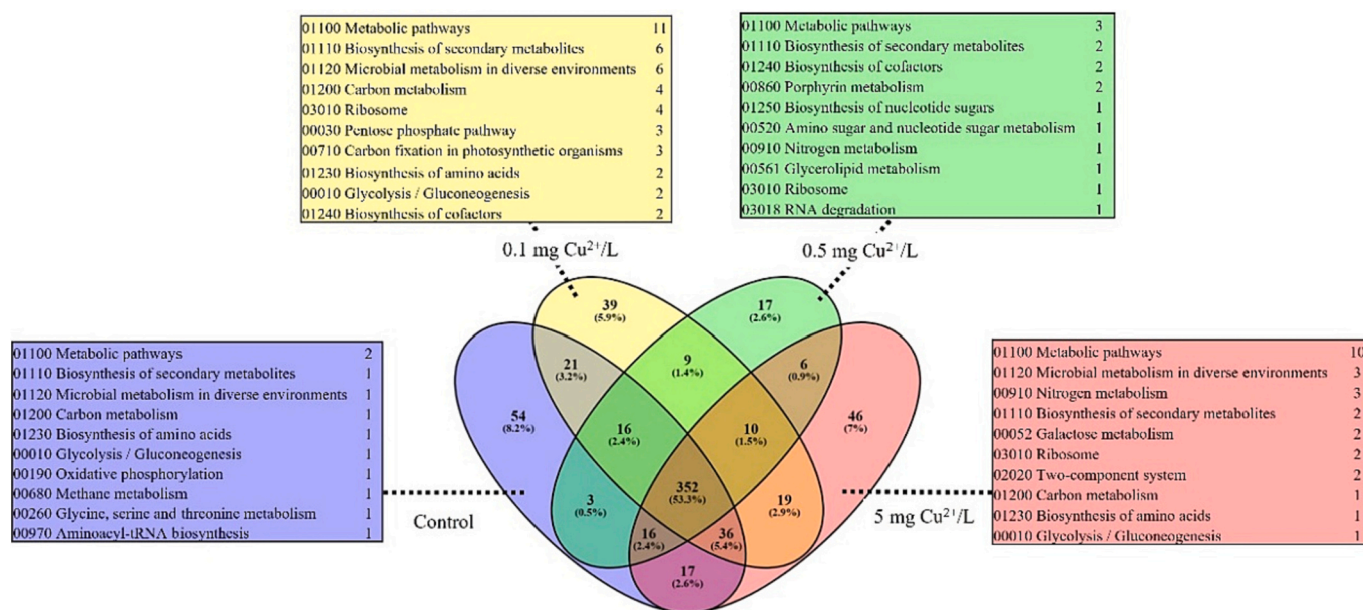 01100 Metabolic pathways 11
01110 Biosynthesis of secondary metabolites 6
01120 Microbial metabolism in diverse environments 6
01200 Carbon metabolism 4
03010 Ribosome 4
00030 Pentose phosphate pathway 3
00710 Carbon fixation in photosynthetic organisms 3
01230 Biosynthesis of amino acids 2
00010 Glycolysis / Gluconeogenesis 2
01240 Biosynthesis of cofactors 2
01100 Metabolic pathways 3
01110 Biosynthesis of secondary metabolites 2
01240 Biosynthesis of cofactors 2
00860 Porphyrin metabolism 2
01250 Biosynthesis of nucleotide sugars 1
00520 Amino sugar and nucleotide sugar metabolism 1
00910 Nitrogen metabolism 1
00561 Glycerolipid metabolism 1
03010 Ribosome 1
03018 RNA degradation 1
0.1 mg Cu²⁺/L
0.5 mg Cu²⁺/L
01100 Metabolic pathways 2
01110 Biosynthesis of secondary metabolites 1
01120 Microbial metabolism in diverse environments 1
01200 Carbon metabolism 1
01230 Biosynthesis of amino acids 1
00010 Glycolysis / Gluconeogenesis 1
00190 Oxidative phosphorylation 1
00680 Methane metabolism 1
00260 Glycine, serine and threonine metabolism 1
00970 Aminoacyl-tRNA biosynthesis 1
Control
39
(5.9%)
17
(2.6%)
21
(3.2%)
9
(1.4%)
6
(0.9%)
54
(8.2%)
16
(2.4%)
10
(1.5%)
46
(7%)
352
(53.3%)
3
(0.5%)
19
(2.9%)
16
(2.4%)
36
(5.4%)
17
(2.6%)
01100 Metabolic pathways 10
01120 Microbial metabolism in diverse environments 3
00910 Nitrogen metabolism 3
01110 Biosynthesis of secondary metabolites 2
00052 Galactose metabolism 2
03010 Ribosome 2
02020 Two-component system 2
01200 Carbon metabolism 1
01230 Biosynthesis of amino acids 1
00010 Glycolysis / Gluconeogenesis 1
5 mg Cu²⁺/L